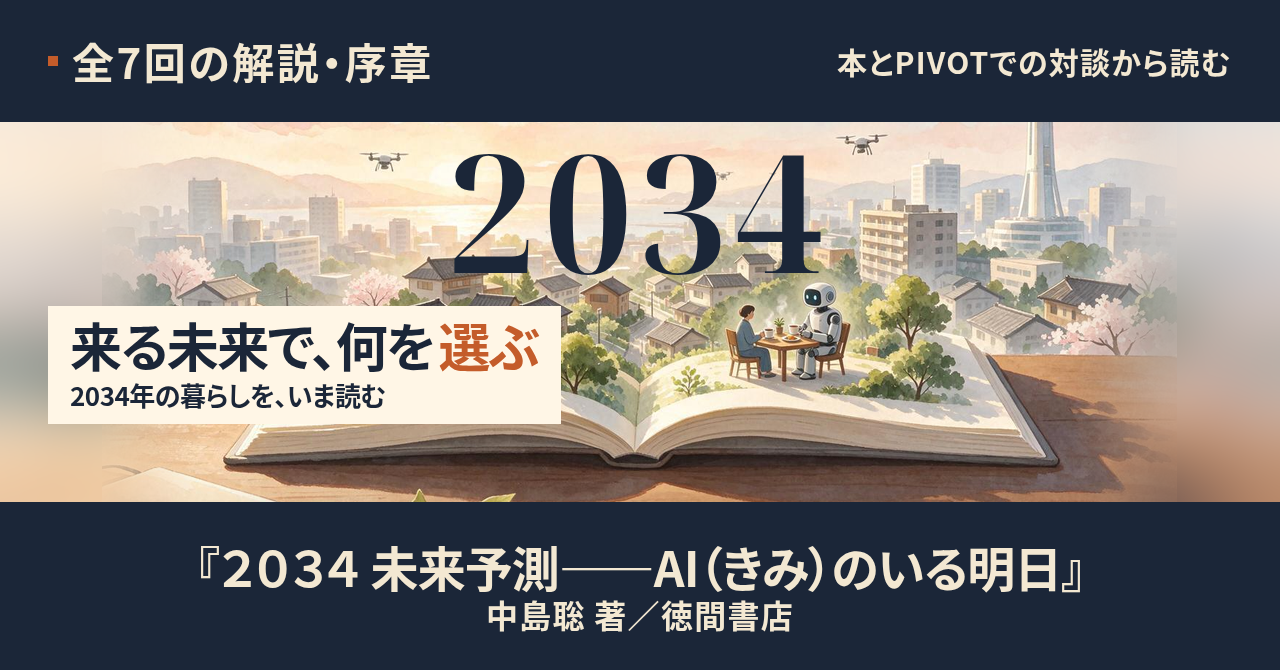 全7回の解説・序章
本とPIVOTでの対談から読む
2034
来る未来で、何を選ぶ
2034年の暮らしを、いま読む
『２０３４ 未来予測――AI（きみ）のいる明日』
中島聡 著／徳間書店